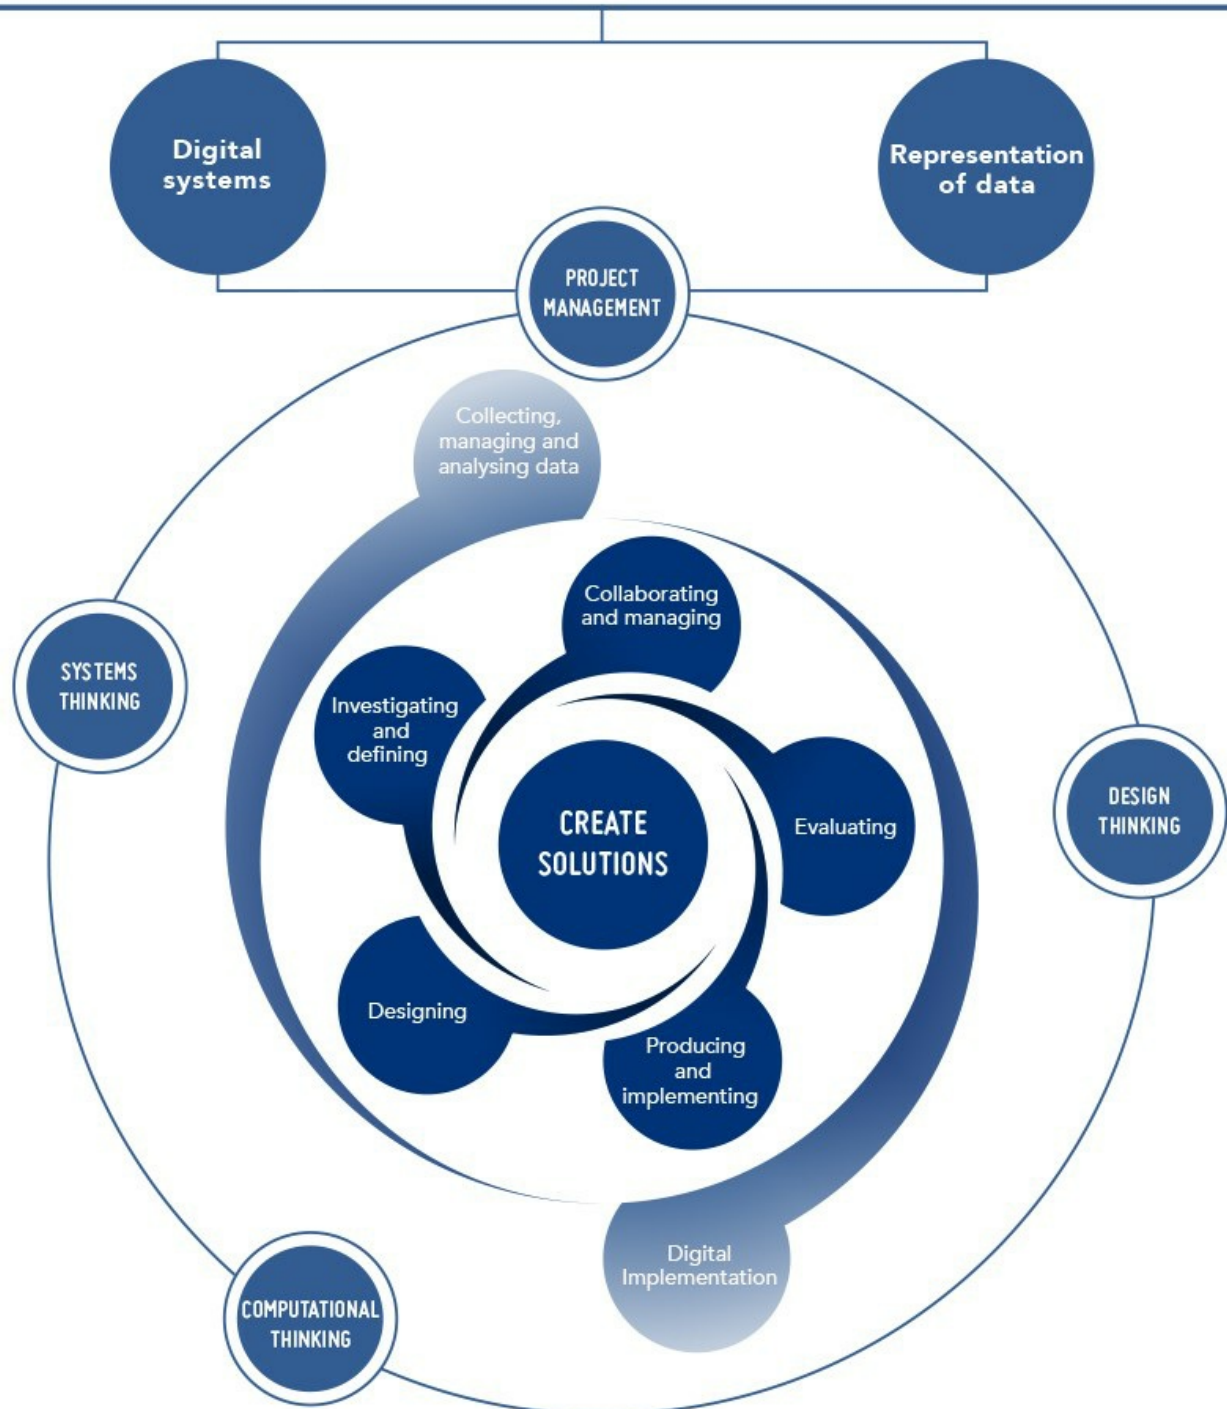 Digital
systems
Representation
of data
PROJECT
MANAGEMENT
Collecting,
managing and
analysing data
Collaborating
and managing
SYSTEMS
THINKING
Investigating
and
defining
DESIGN
THINKING
CREATE
SOLUTIONS
Evaluating
Designing
Producing
and
implementing
Digital
Implementation
COMPUTATIONAL
THINKING